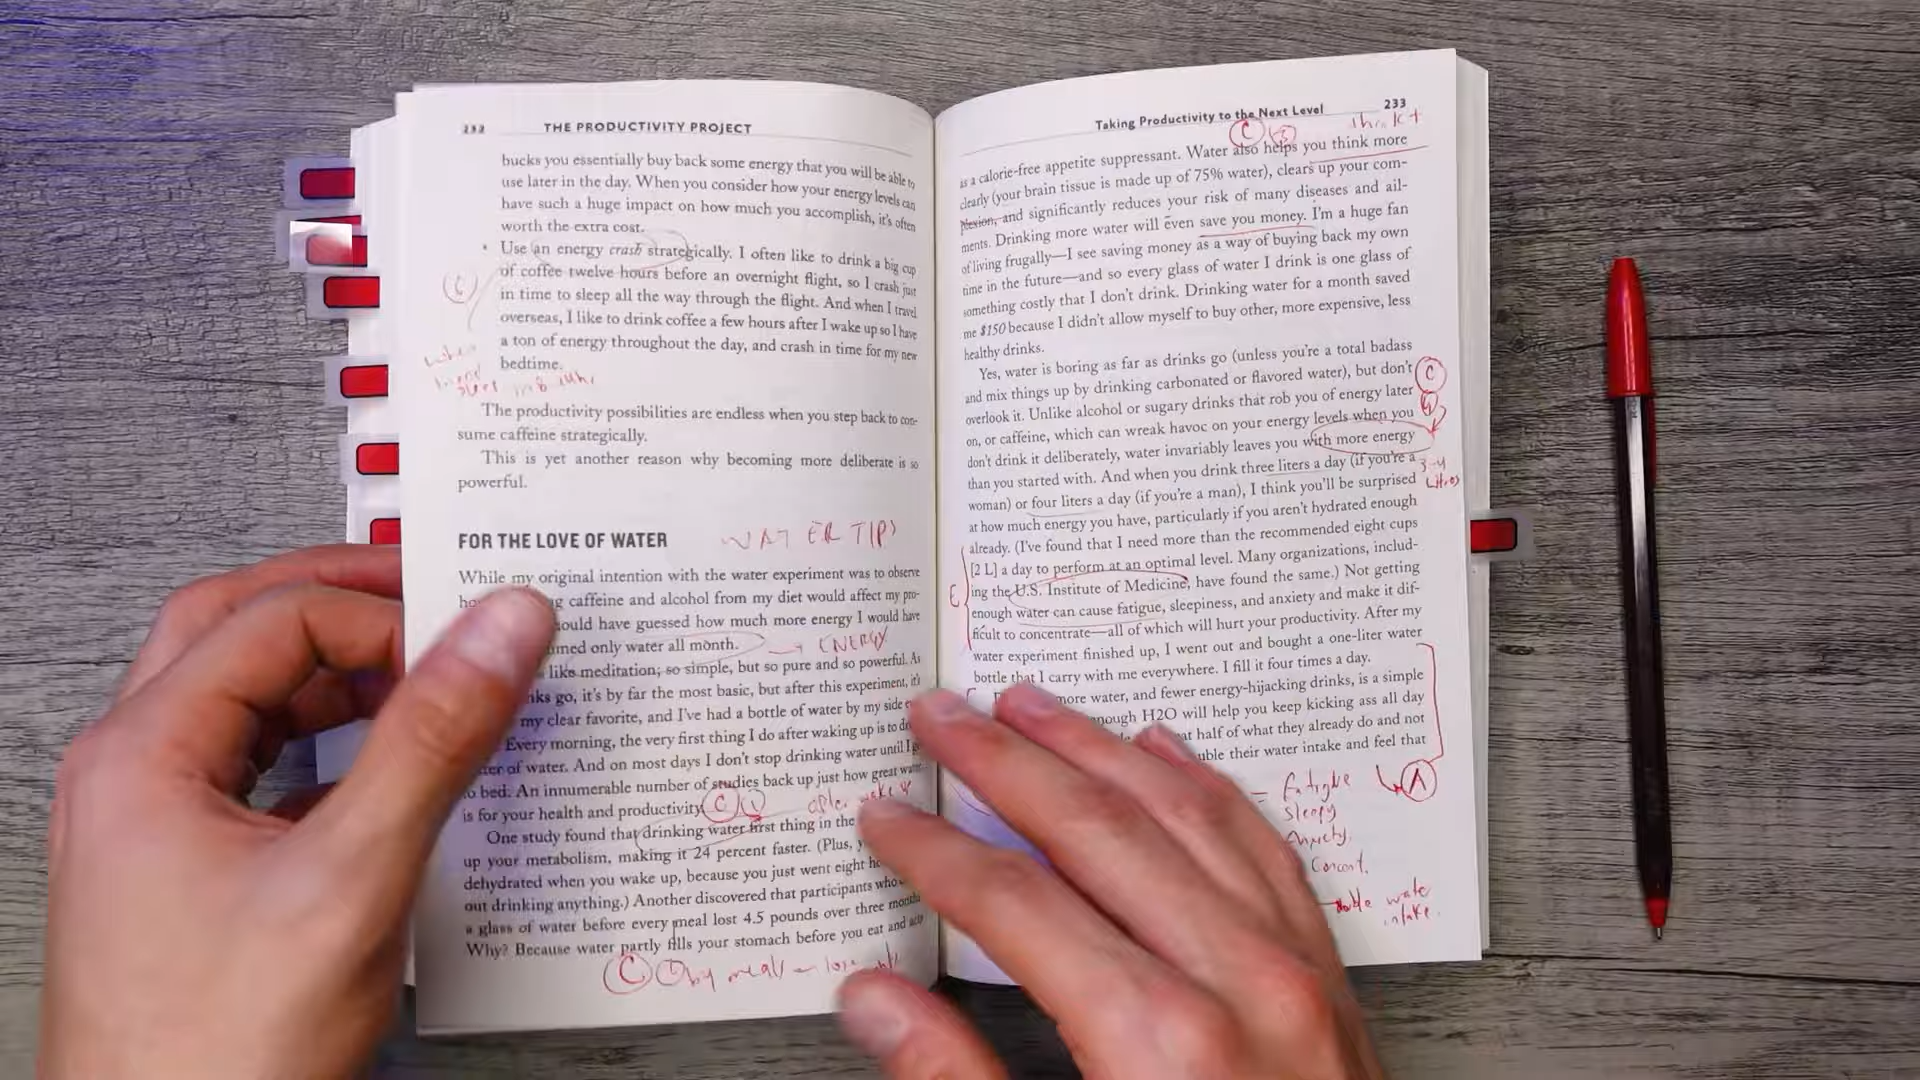 232 THE PRODUCTIVITY PROJECT
bucks you essentially buy back some energy that you will be able to
use later in the day. When you consider how your energy levels can
have such a huge impact on how much you accomplish, it's often
worth the extra cost.
• Use an energy crash strategically. I often like to drink a big cup
of coffee twelve hours before an overnight flight, so I crash just
in time to sleep all the way through the flight. And when I travel
overseas, I like to drink coffee a few hours after I wake up so I have
a ton of energy throughout the day, and crash in time for my new
bedtime.
The productivity possibilities are endless when you step back to con-
sume caffeine strategically.
This is yet another reason why becoming more deliberate is so
powerful.
FOR THE LOVE OF WATER WATER TIPS
While my original intention with the water experiment was to observe
caffeine and alcohol from my diet would affect my pro-
have guessed how much more energy I would have
only water all month. → ENERGY
like meditation; so simple, but so pure and so powerful. As
go, it's by far the most basic, but after this experiment, it's
my clear favorite, and I've had a bottle of water by my side
Every morning, the very first thing I do after waking up is to
of water. And on most days I don't stop drinking water until I
bed. An innumerable number of studies back up just how great
is for your health and productivity
C 1 after wake up
One study found that drinking water first thing in the
up your metabolism, making it 24 percent faster. (Plus,
dehydrated when you wake up, because you just went eight
out drinking anything.) Another discovered that participants who
a glass of water before every meal lost 4.5 pounds over three months
Why? Because water partly fills your stomach before you eat and
C by meals
Taking Productivity to the Next Level 233
C think
as a calorie-free appetite suppressant. Water also helps you think more
clearly (your brain tissue is made up of 75% water), clears up your com-
plexion, and significantly reduces your risk of many diseases and ail-
ments. Drinking more water will even save you money. I'm a huge fan
of living frugally—I see saving money as a way of buying back my own
time in the future—and so every glass of water I drink is one glass of
something costly that I don't drink. Drinking water for a month saved
me $150 because I didn't allow myself to buy other, more expensive, less
healthy drinks.
Yes, water is boring as far as drinks go (unless you're a total badass
and mix things up by drinking carbonated or flavored water), but don't C
overlook it. Unlike alcohol or sugary drinks that rob you of energy later
on, or caffeine, which can wreak havoc on your energy levels when you
don't drink it deliberately, water invariably leaves you with more energy
than you started with. And when you drink three liters a day (if you're a 3-4
woman) or four liters a day (if you're a man), I think you'll be surprised Litres
at how much energy you have, particularly if you aren't hydrated enough
already. (I've found that I need more than the recommended eight cups
[2 L] a day to perform at an optimal level. Many organizations, includ-
E ing the U.S. Institute of Medicine, have found the same.) Not getting
enough water can cause fatigue, sleepiness, and anxiety and make it dif-
ficult to concentrate—all of which will hurt your productivity. After my
water experiment finished up, I went out and bought a one-liter water
bottle that I carry with me everywhere. I fill it four times a day.
more water, and fewer energy-hijacking drinks, is a simple
enough H2O will help you keep kicking ass all day
half of what they already do and not
their water intake and feel that
= Fatigue A
Sleepy
Anxiety.
Concent.
double water
intake.